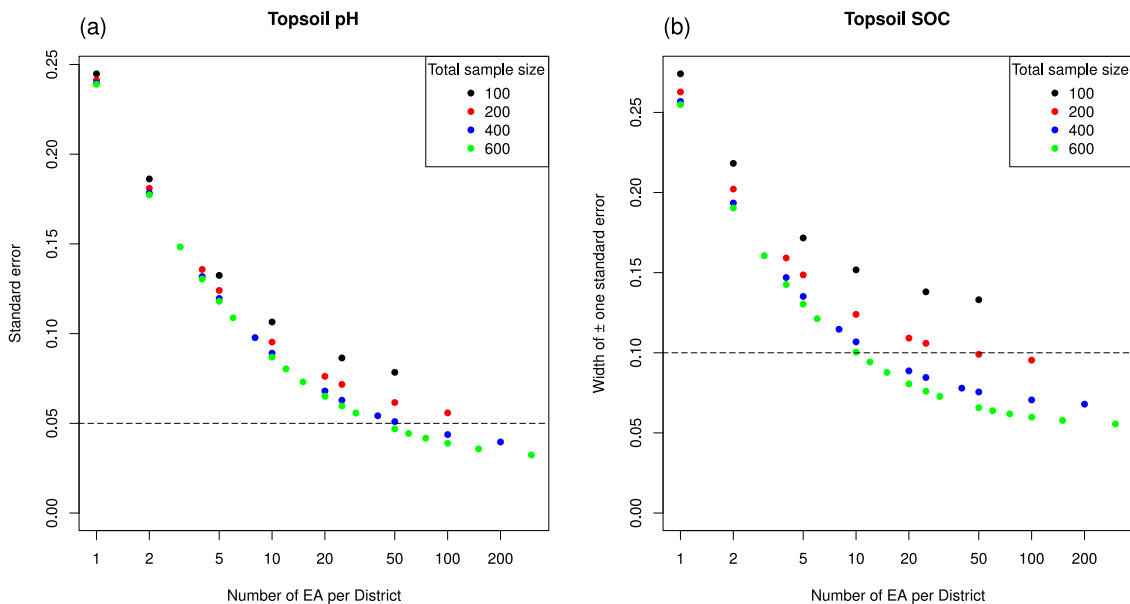 (a)
Topsoil pH
Standard error
0.00
0.05
0.10
0.15
0.20
0.25
Total sample size
100
200
400
600
1 2 5 10 20 50 100 200
Number of EA per District
(b)
Topsoil SOC
Width of ± one standard error
0.00
0.05
0.10
0.15
0.20
0.25
Total sample size
100
200
400
600
1 2 5 10 20 50 100 200
Number of EA per District